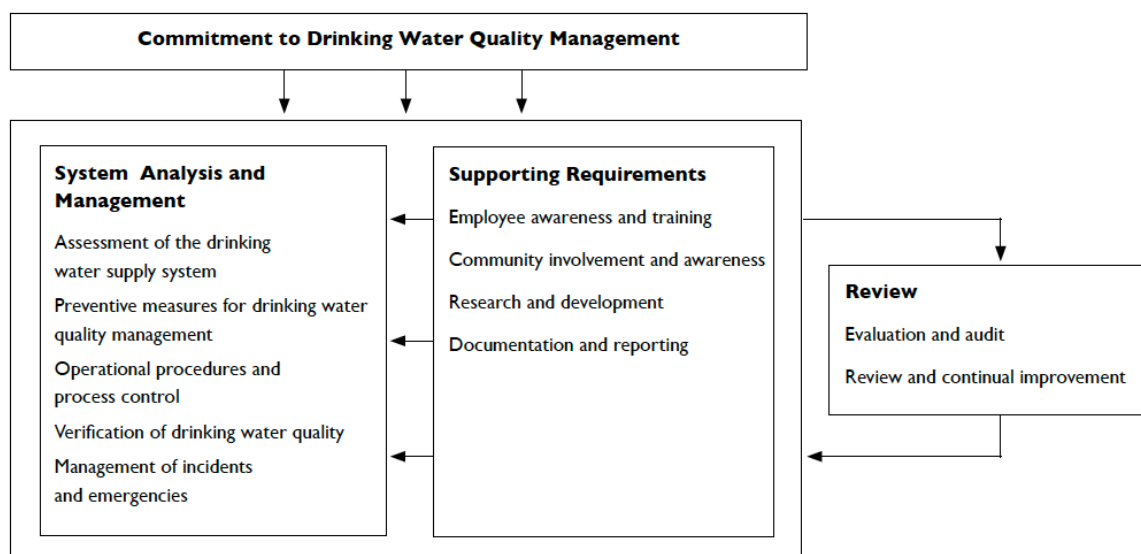 Commitment to Drinking Water Quality Management
System Analysis and
Management
Assessment of the drinking
water supply system
Preventive measures for drinking water
quality management
Operational procedures and
process control
Verification of drinking water quality
Management of incidents
and emergencies
Supporting Requirements
Employee awareness and training
Community involvement and awareness
Research and development
Documentation and reporting
Review
Evaluation and audit
Review and continual improvement